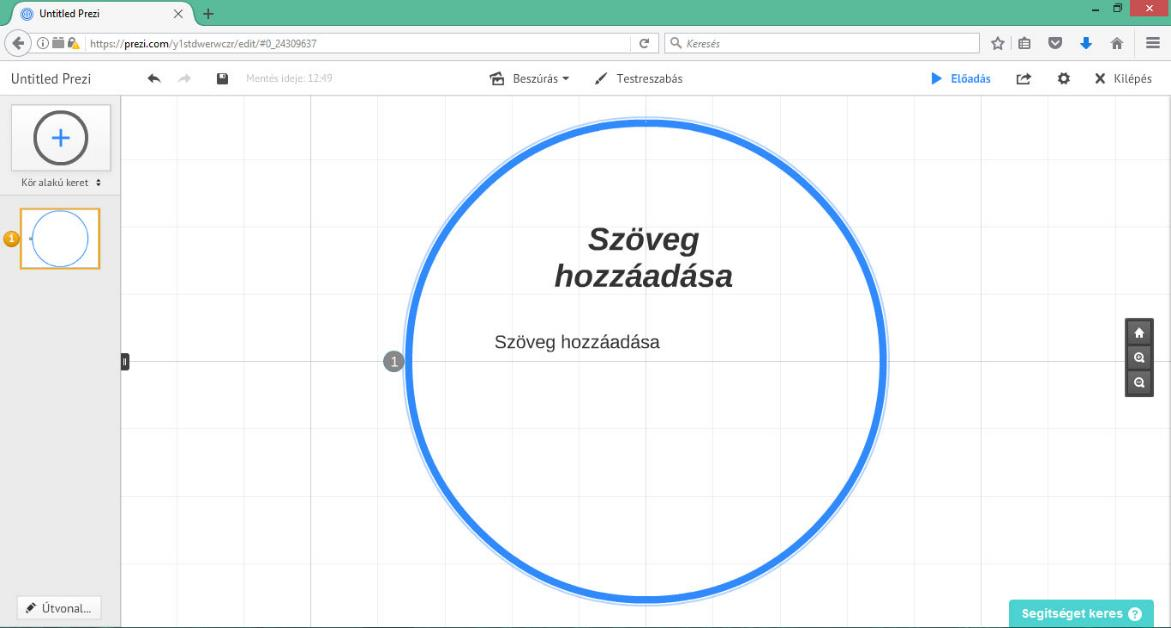 Untitled Prezi
https://prezi.com/y1stdwerwczr/edit/#0_24309637
Keresés
Untitled Prezi
Mentés ideje: 12:49
Beszúrás
Testreszabás
Előadás
Kilépés
Kör alakú keret
1
Szöveg
hozzáadása
Szöveg hozzáadása
1
Útvonal...
Segítséget keres ?